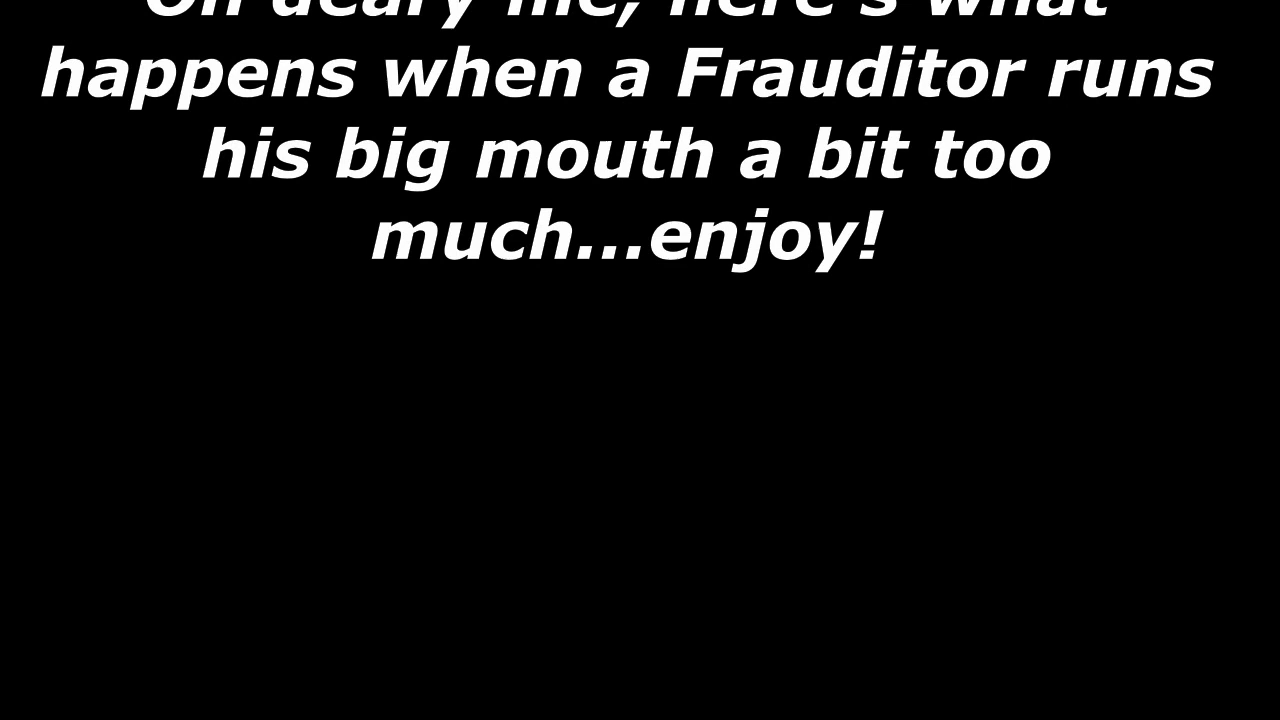 Oh deary me, here's what
happens when a Frauditor runs
his big mouth a bit too
much...enjoy!